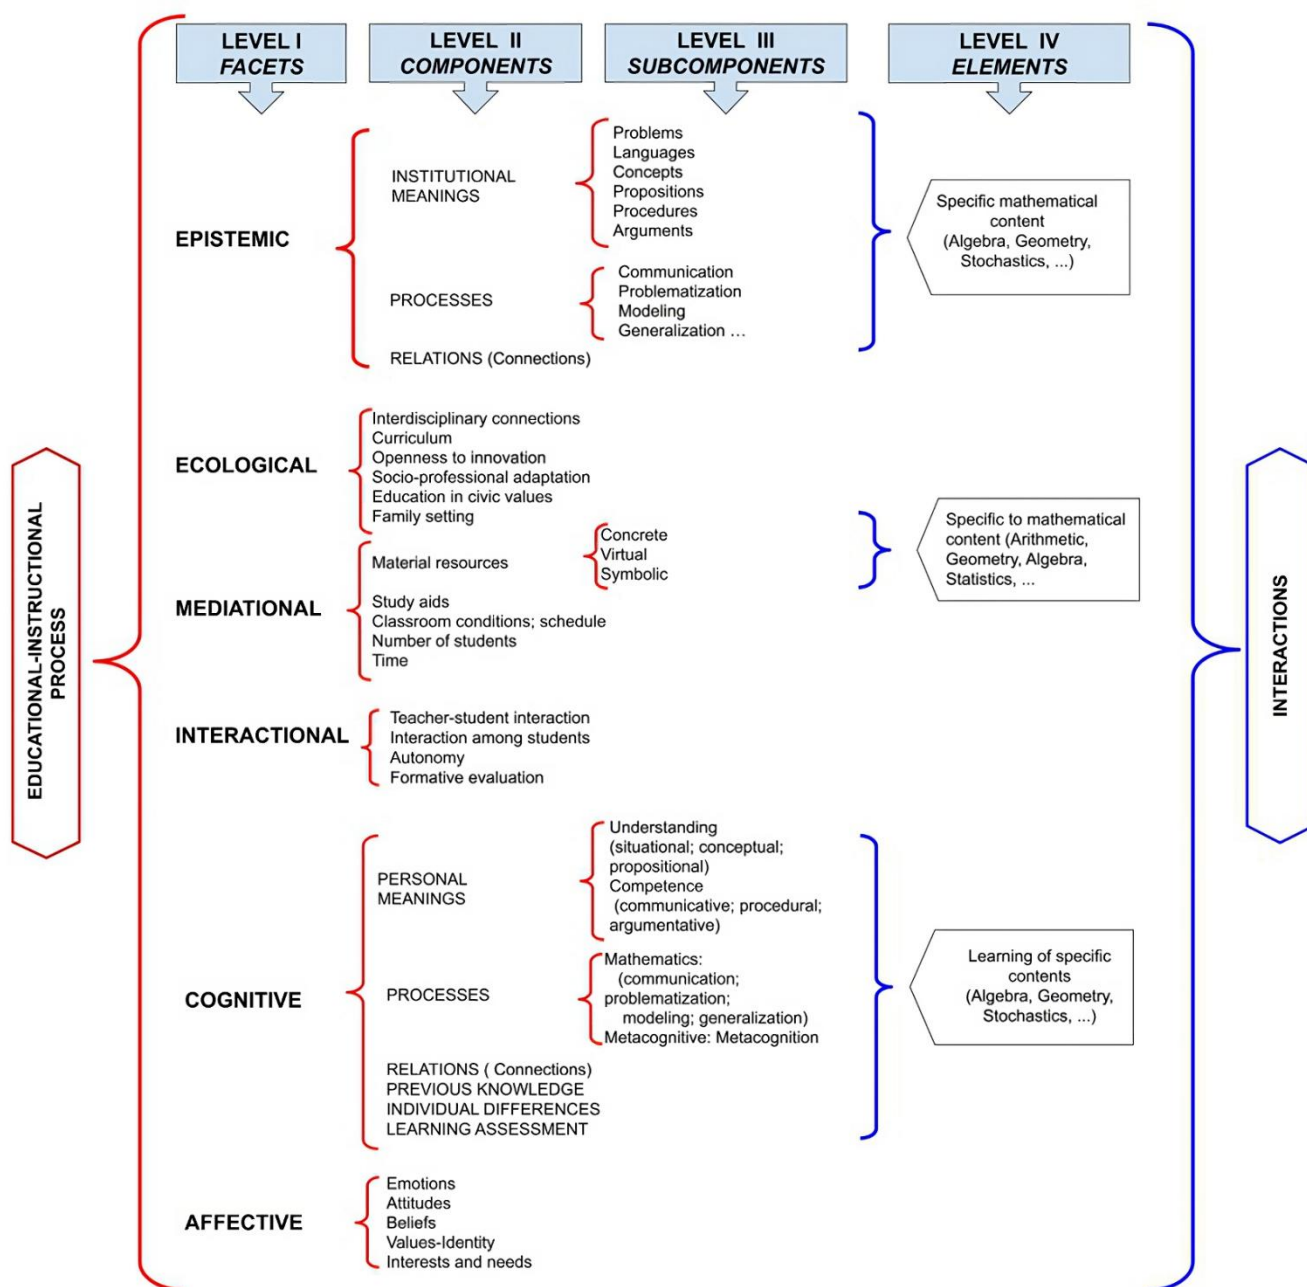 LEVEL I
FACETS
LEVEL II
COMPONENTS
LEVEL III
SUBCOMPONENTS
LEVEL IV
ELEMENTS
EDUCATIONAL-INSTRUCTIONAL
PROCESS
EPISTEMIC
INSTITUTIONAL
MEANINGS
Problems
Languages
Concepts
Propositions
Procedures
Arguments
PROCESSES
Communication
Problematization
Modeling
Generalization ...
RELATIONS (Connections)
Specific mathematical
content
(Algebra, Geometry,
Stochastics, ...)
ECOLOGICAL
Interdisciplinary connections
Curriculum
Openness to innovation
Socio-professional adaptation
Education in civic values
Family setting
MEDIATIONAL
Material resources
Concrete
Virtual
Symbolic
Study aids
Classroom conditions; schedule
Number of students
Time
Specific to mathematical
content (Arithmetic,
Geometry, Algebra,
Statistics, ...
INTERACTIONAL
Teacher-student interaction
Interaction among students
Autonomy
Formative evaluation
COGNITIVE
PERSONAL
MEANINGS
Understanding
(situational; conceptual;
propositional)
Competence
(communicative; procedural;
argumentative)
PROCESSES
Mathematics:
(communication;
problematization;
modeling; generalization)
Metacognitive: Metacognition
RELATIONS ( Connections)
PREVIOUS KNOWLEDGE
INDIVIDUAL DIFFERENCES
LEARNING ASSESSMENT
Learning of specific
contents
(Algebra, Geometry,
Stochastics, ...)
AFFECTIVE
Emotions
Attitudes
Beliefs
Values-Identity
Interests and needs
INTERACTIONS